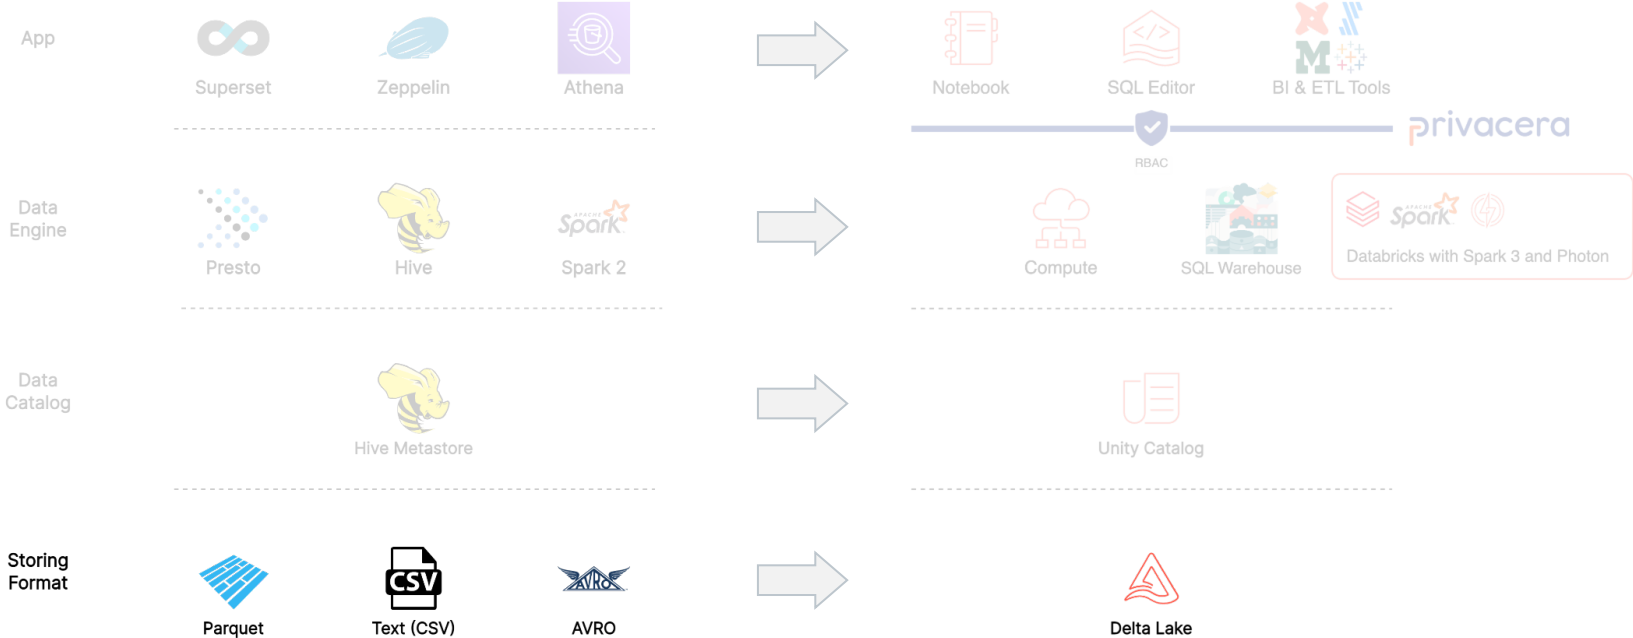 App
Superset
Zeppelin
Athena
Notebook
SQL Editor
BI & ETL Tools
privacera
RBAC
Data
Engine
Presto
Hive
APACHE
Spark
Spark 2
Compute
SQL Warehouse
APACHE
Spark
Databricks with Spark 3 and Photon
Data
Catalog
Hive Metastore
Unity Catalog
Storing
Format
Parquet
CSV
Text (CSV)
AVRO
AVRO
Delta Lake